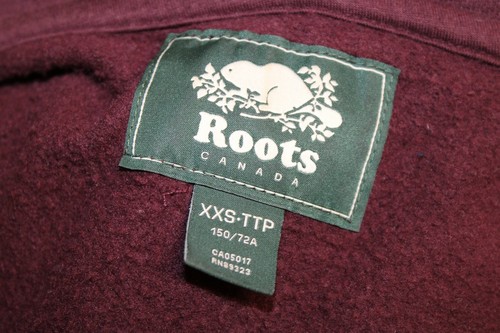 Roots
CANADA
XXS·TTP
150/72A
CA05017
RN89323